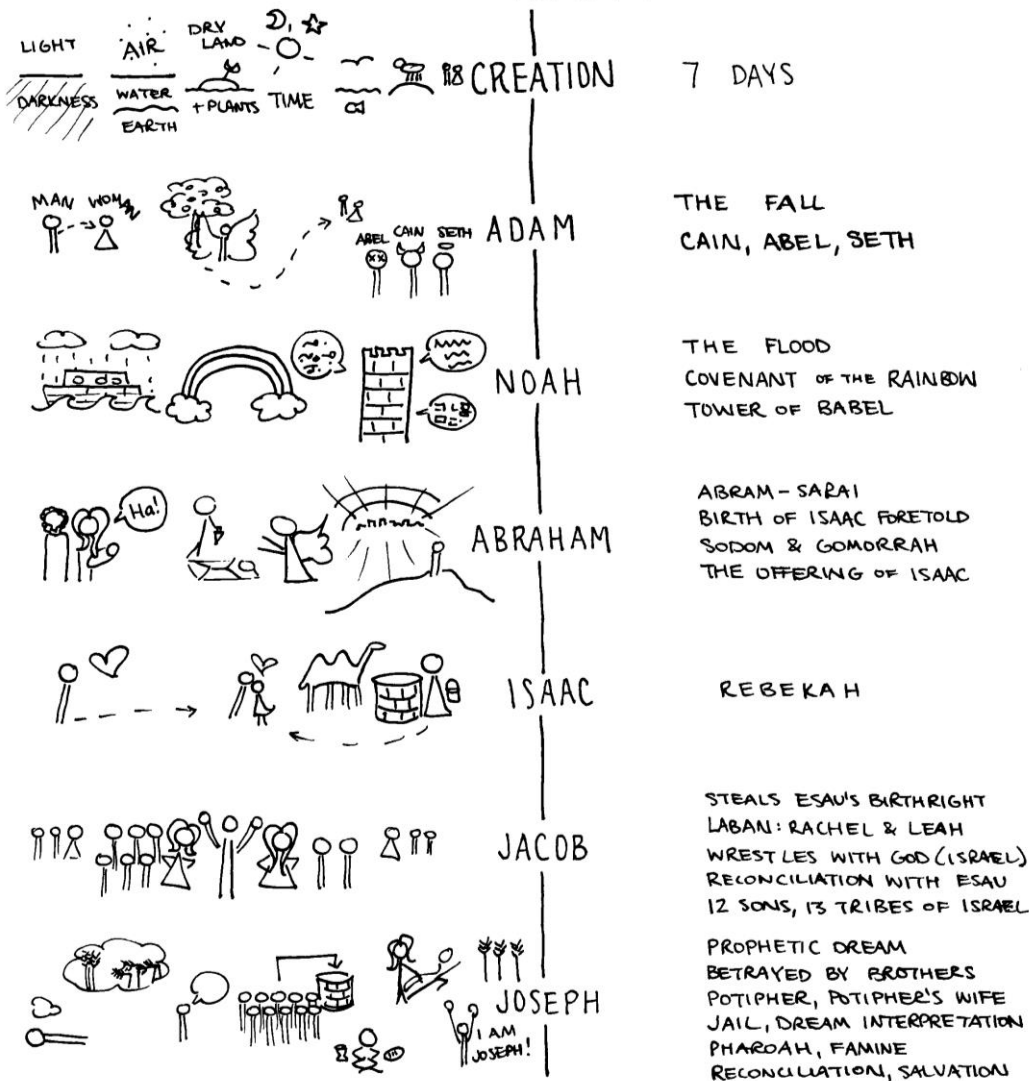 LIGHT
DARKNESS
AIR
WATER
EARTH
DRY
LAND
+ PLANTS
TIME
CREATION
7 DAYS
MAN WOMAN
ABEL CAIN SETH
ADAM
THE FALL
CAIN, ABEL, SETH
NOAH
THE FLOOD
COVENANT OF THE RAINBOW
TOWER OF BABEL
Ha!
ABRAHAM
ABRAM - SARAI
BIRTH OF ISAAC FORETOLD
SODOM & GOMORRAH
THE OFFERING OF ISAAC
ISAAC
REBEKAH
JACOB
STEALS ESAU'S BIRTHRIGHT
LABAN: RACHEL & LEAH
WRESTLES WITH GOD (ISRAEL)
RECONCILIATION WITH ESAU
12 SONS, 13 TRIBES OF ISRAEL
JOSEPH
I AM
JOSEPH!
PROPHETIC DREAM
BETRAYED BY BROTHERS
POTIPHER, POTIPHER'S WIFE
JAIL, DREAM INTERPRETATION
PHAROAH, FAMINE
RECONCILIATION, SALVATION